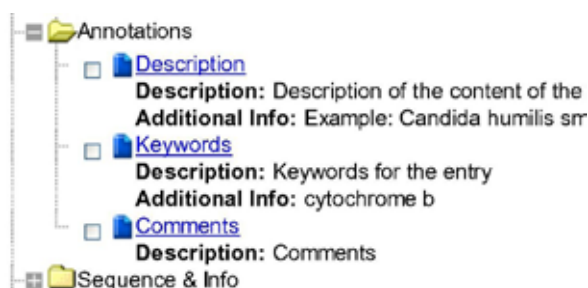 Annotations
Description
Description: Description of the content of the
Additional Info: Example: Candida humilis
Keywords
Description: Keywords for the entry
Additional Info: cytochrome b
Comments
Description: Comments
Sequence & Info